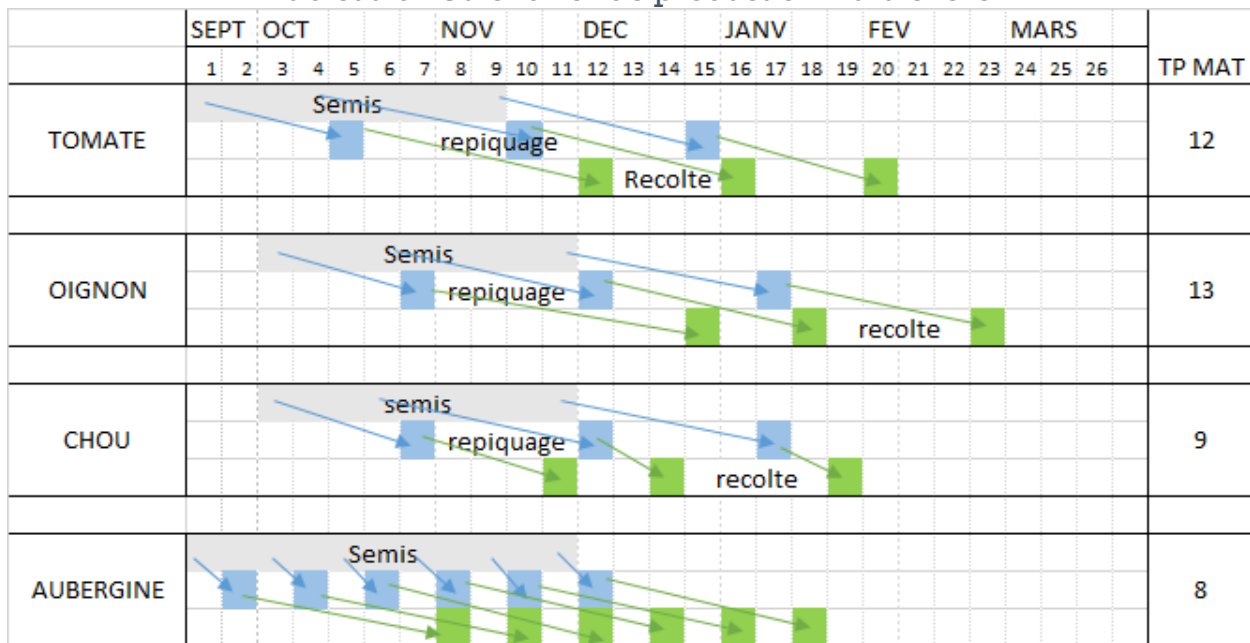 SEPT OCT NOV DEC JANV FEV MARS
1 2 3 4 5 6 7 8 9 10 11 12 13 14 15 16 17 18 19 20 21 22 23 24 25 26 TP MAT
Semis
TOMATE repiquage 12
Recolte
Semis
OIGNON repiquage 13
recolte
semis
CHOU repiquage 9
recolte
Semis
AUBERGINE 8